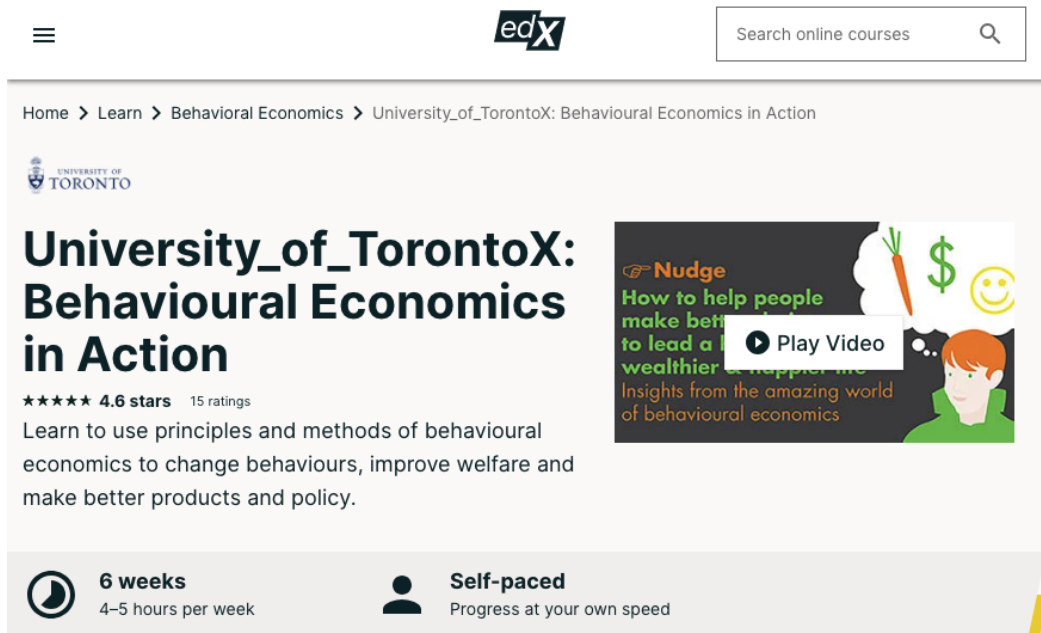 edX
Search online courses
Home > Learn > Behavioral Economics > University_of_TorontoX: Behavioural Economics in Action
UNIVERSITY OF
TORONTO
University_of_TorontoX:
Behavioural Economics
in Action
★★★★★ 4.6 stars 15 ratings
Learn to use principles and methods of behavioural
economics to change behaviours, improve welfare and
make better products and policy.
Nudge
How to help people
make
to lead a
wealthier
Insights from the amazing world
of behavioural economics
$
Play Video
6 weeks
4–5 hours per week
Self-paced
Progress at your own speed